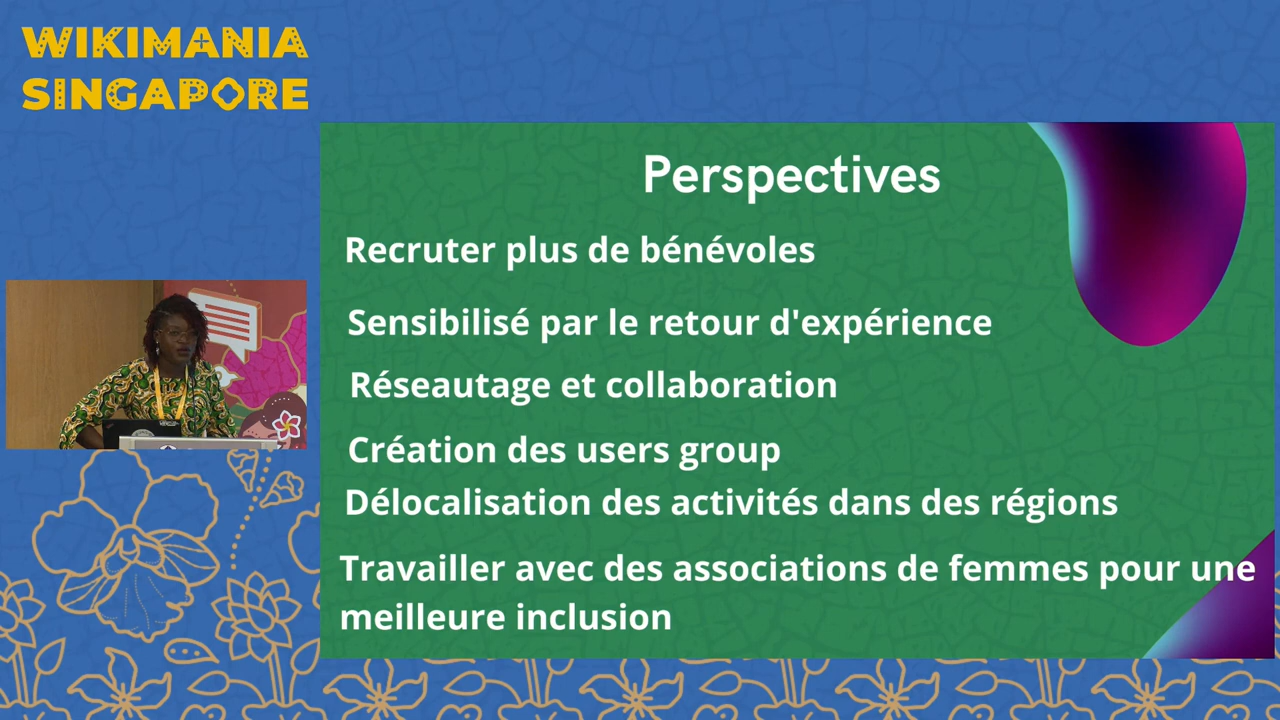 WIKIMANIA
SINGAPORE
Perspectives
Recruter plus de bénévoles
Sensibilisé par le retour d'expérience
Réseautage et collaboration
Création des users group
Délocalisation des activités dans des régions
Travailler avec des associations de femmes pour une
meilleure inclusion